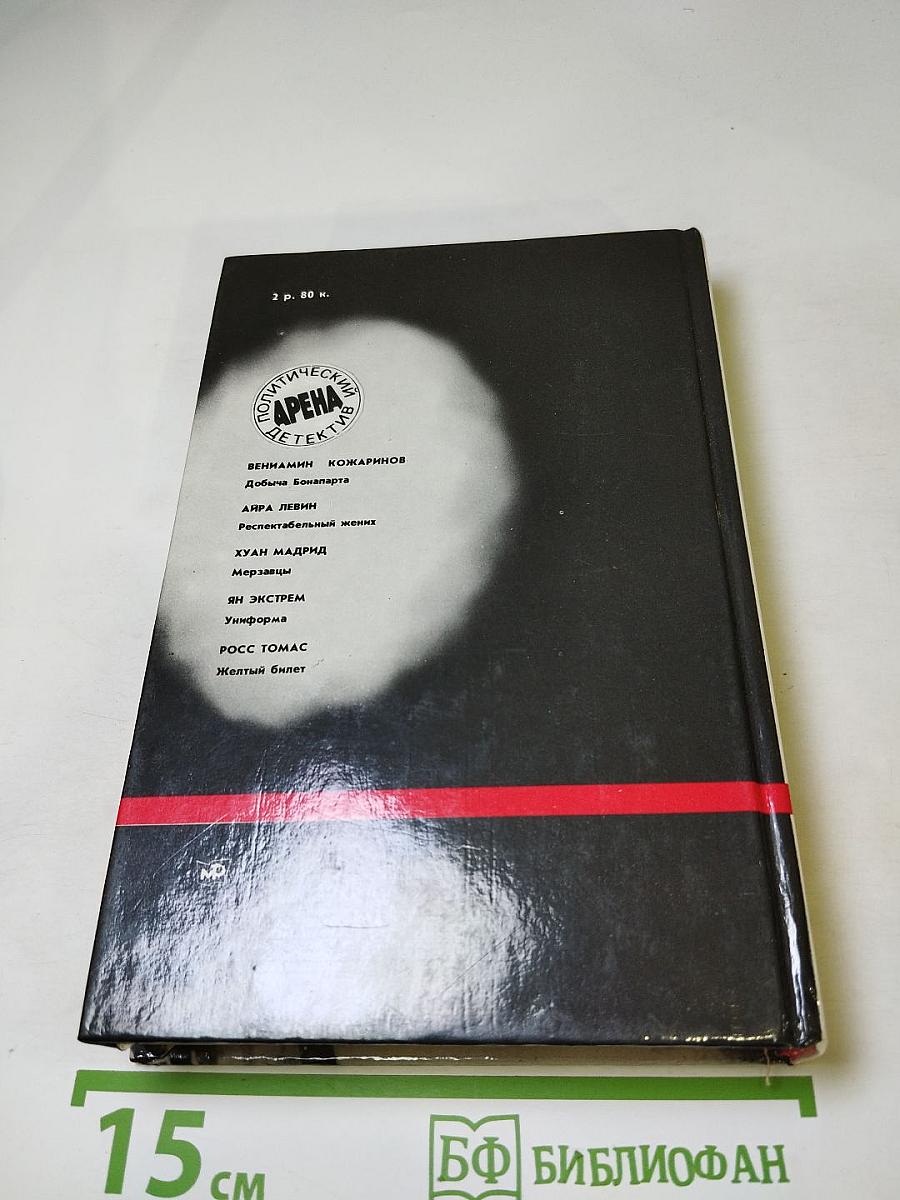 2 р. 80 к.
ПОЛИТИЧЕСКИЙ
АРЕНА
ДЕТЕКТИВ
ВЕНИАМИН КОЖАРИНОВ
Добыча Бонапарта
АЙРА ЛЕВИН
Респектабельный жених
ХУАН МАДРИД
Мерзавцы
ЯН ЭКСТРЕМ
Униформа
РОСС ТОМАС
Желтый билет
15 см
БФ БИБЛИОФАН